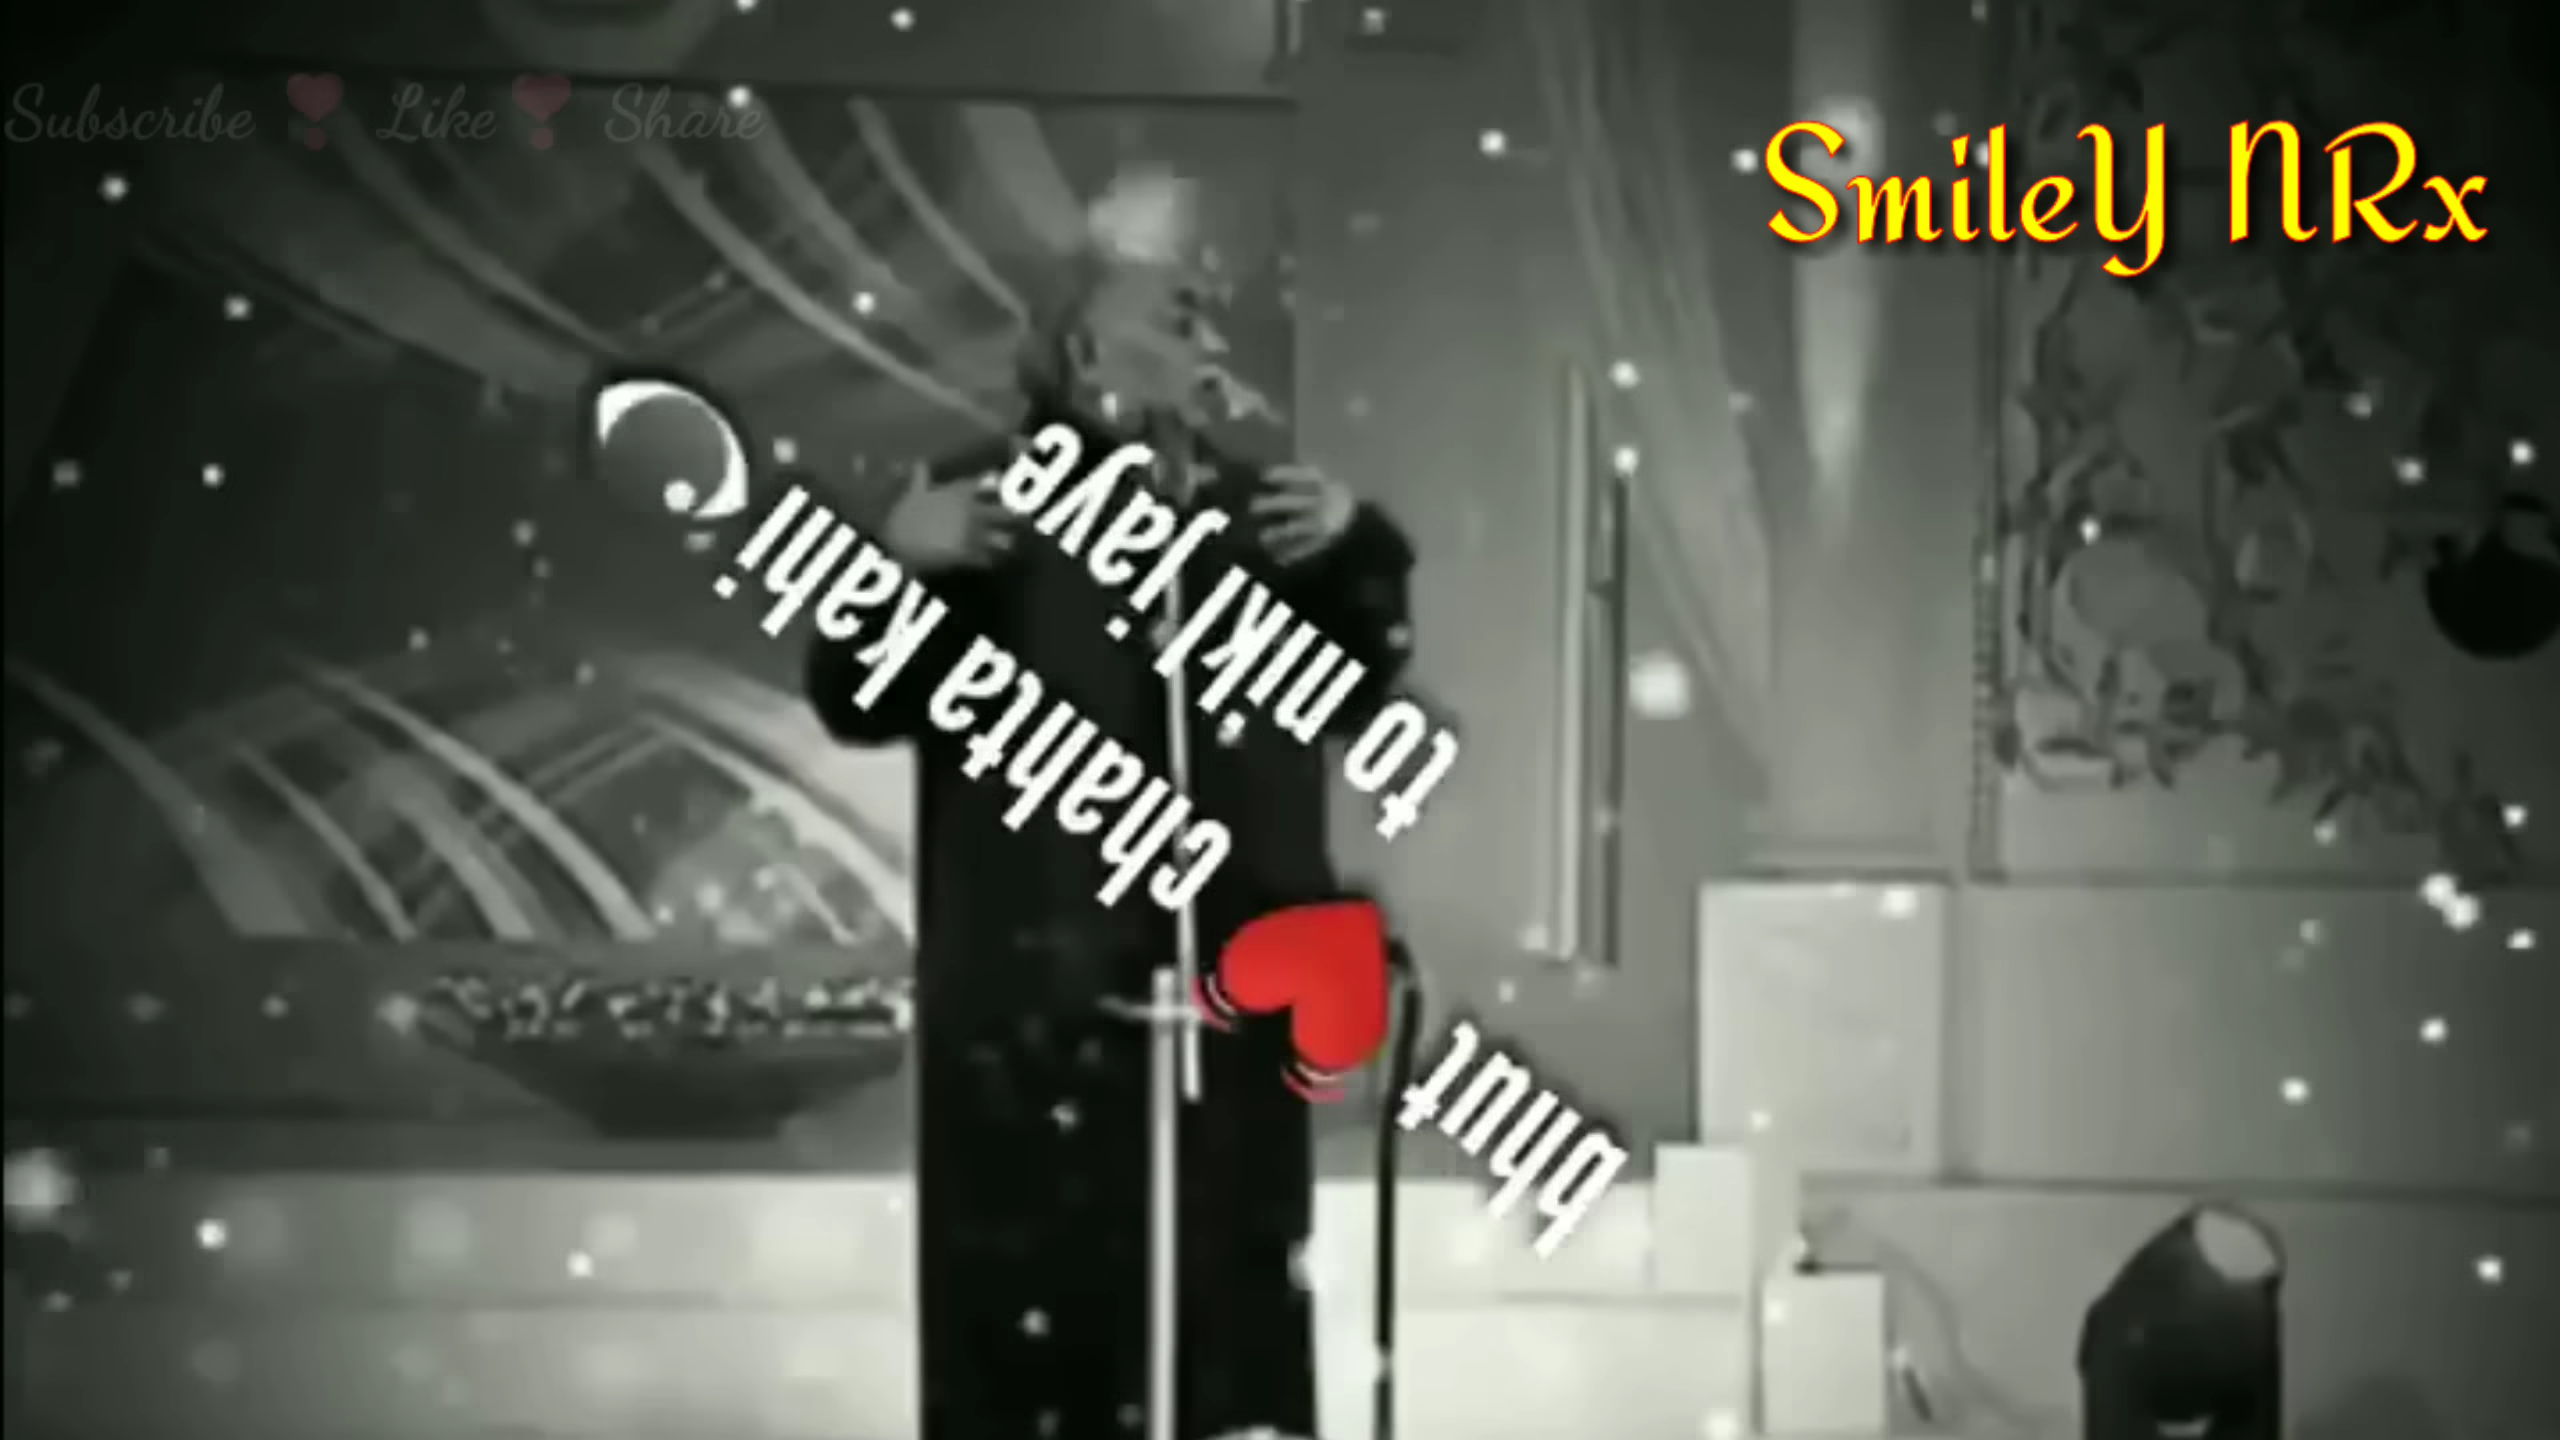 Subscribe ❣ Like ❣ Share
SmileY NRx
bhut ❤ chahta kahi
to nikl jaye